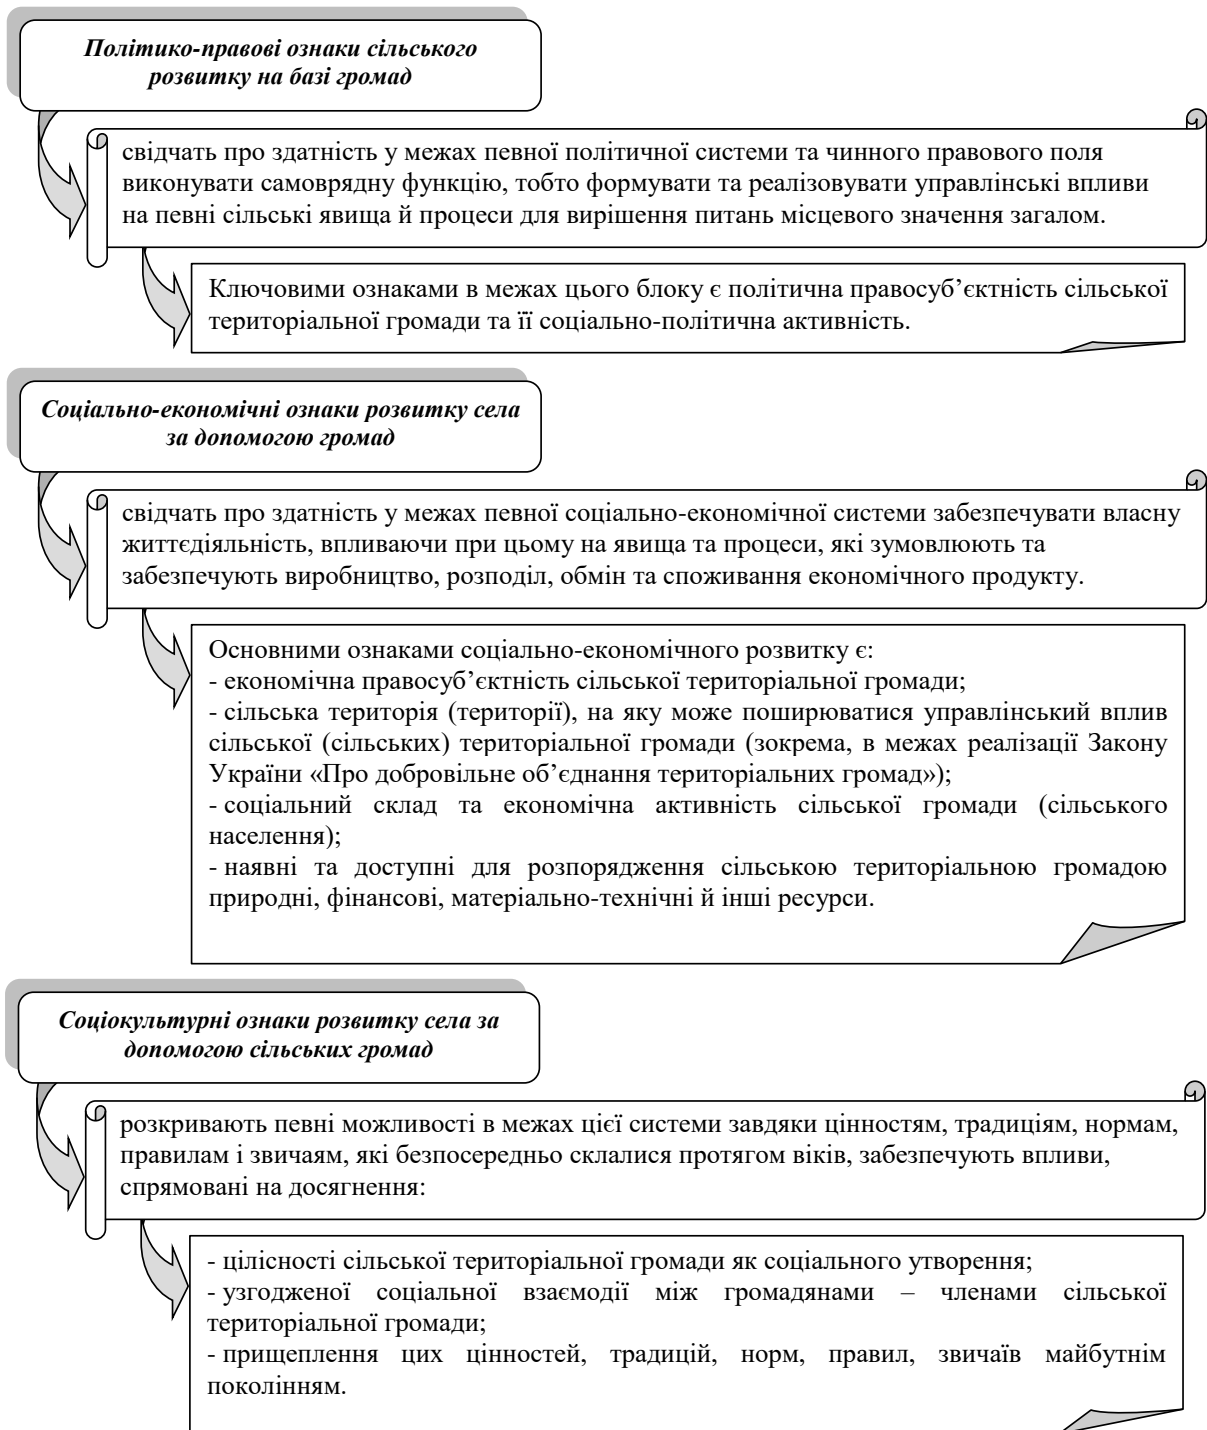 Політико-правові ознаки сільського
розвитку на базі громад
свідчать про здатність у межах певної політичної системи та чинного правового поля
виконувати самоврядну функцію, тобто формувати та реалізовувати управлінські впливи
на певні сільські явища й процеси для вирішення питань місцевого значення загалом.
Ключовими ознаками в межах цього блоку є політична правосуб’єктність сільської
територіальної громади та її соціально-політична активність.
Соціально-економічні ознаки розвитку села
за допомогою громад
свідчать про здатність у межах певної соціально-економічної системи забезпечувати власну
життєдіяльність, впливаючи при цьому на явища та процеси, які зумовлюють та
забезпечують виробництво, розподіл, обмін та споживання економічного продукту.
Основними ознаками соціально-економічного розвитку є:
- економічна правосуб’єктність сільської територіальної громади;
- сільська територія (території), на яку може поширюватися управлінський вплив
сільської (сільських) територіальної громади (зокрема, в межах реалізації Закону
України «Про добровільне об’єднання територіальних громад»);
- соціальний склад та економічна активність сільської громади (сільського
населення);
- наявні та доступні для розпорядження сільською територіальною громадою
природні, фінансові, матеріально-технічні й інші ресурси.
Соціокультурні ознаки розвитку села за
допомогою сільських громад
розкривають певні можливості в межах цієї системи завдяки цінностям, традиціям, нормам,
правилам і звичаям, які безпосередньо склалися протягом віків, забезпечують впливи,
спрямовані на досягнення:
- цілісності сільської територіальної громади як соціального утворення;
- узгодженої соціальної взаємодії між громадянами – членами сільської
територіальної громади;
- прищеплення цих цінностей, традицій, норм, правил, звичаїв майбутнім
поколінням.